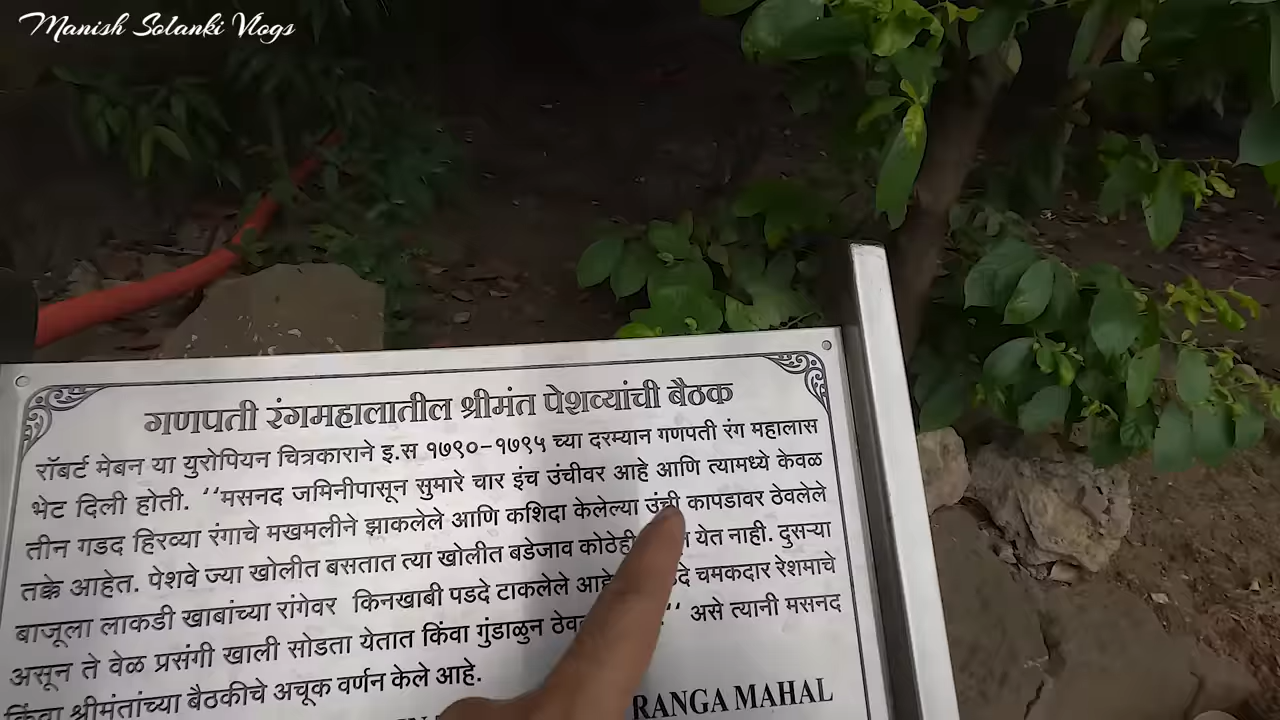 Manish Solanki Vlogs
गणपती रंगमहालातील श्रीमंत पेशव्यांची बैठक
रॉबर्ट मेबन या युरोपियन चित्रकाराने इ.स १७९०-१७९५ च्या दरम्यान गणपती रंग महालास
भेट दिली होती. ‘‘मसनद जमिनीपासून सुमारे चार इंच उंचीवर आहे आणि त्यामध्ये केवळ
तीन गडद हिरव्या रंगाचे मखमलीने झाकलेले आणि कशिदा केलेल्या उंची कापडावर ठेवलेले
तक्के आहेत. पेशवे ज्या खोलीत बसतात त्या खोलीत बडेजाव कोठेही येत नाही. दुसऱ्या
बाजूला लाकडी खाबांच्या रांगेवर किनखाबी पडदे टाकलेले चमकदार रेशमाचे
असून ते वेळ प्रसंगी खाली सोडता येतात किंवा गुंडाळुन असे त्यानी मसनद
किंवा श्रीमंतांच्या बैठकीचे अचूक वर्णन केले आहे.
RANGA MAHAL